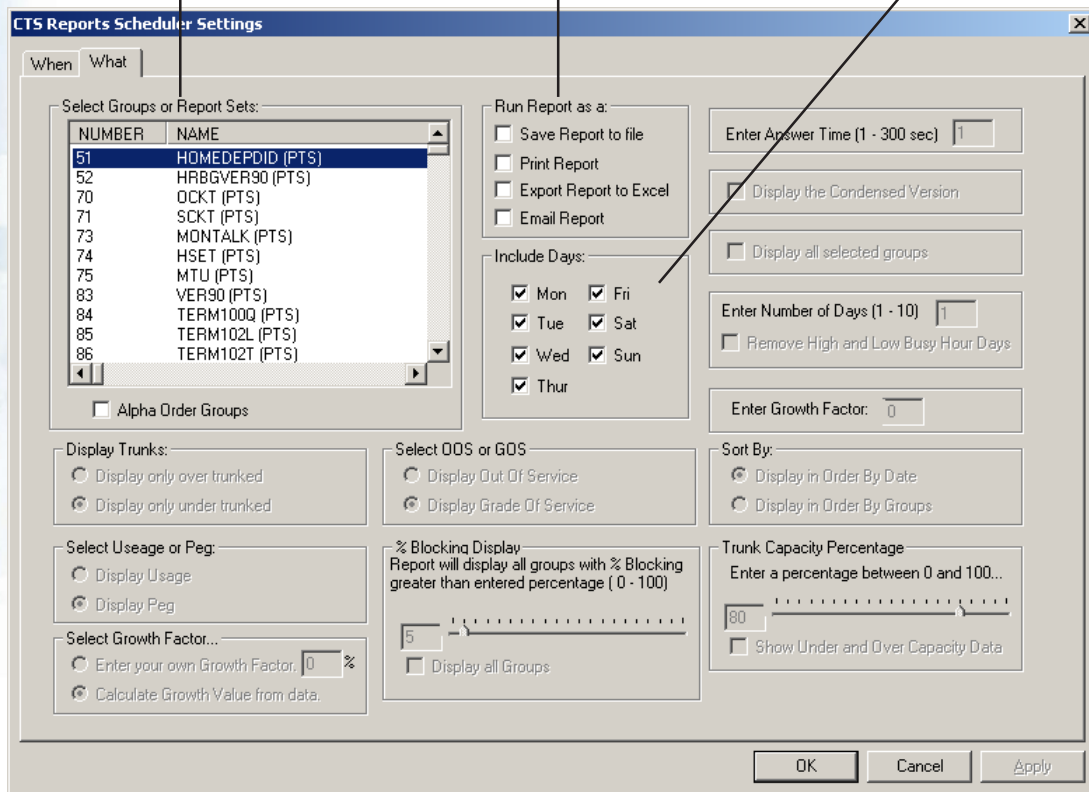 CTS Reports Scheduler Settings
When What
Select Groups or Report Sets:
NUMBER NAME
51 HOMEDEPDID (PTS)
52 HRBGVER90 (PTS)
70 OCKT (PTS)
71 SCKT (PTS)
73 MONTALK (PTS)
74 HSET (PTS)
75 MTU (PTS)
83 VER90 (PTS)
84 TERM100Q (PTS)
85 TERM102L (PTS)
86 TERM102T (PTS)
Alpha Order Groups
Run Report as a:
Save Report to file
Print Report
Export Report to Excel
Email Report
Include Days:
Mon Fri
Tue Sat
Wed Sun
Thur
Enter Answer Time (1 - 300 sec) 1
Display the Condensed Version
Display all selected groups
Enter Number of Days (1 - 10) 1
Remove High and Low Busy Hour Days
Enter Growth Factor: 0
Display Trunks:
Display only over trunked
Display only under trunked
Select OOS or GOS
Display Out Of Service
Display Grade Of Service
Sort By:
Display in Order By Date
Display in Order By Groups
Select Useage or Peg:
Display Usage
Display Peg
% Blocking Display
Report will display all groups with % Blocking
greater than entered percentage ( 0 - 100)
5
Display all Groups
Trunk Capacity Percentage
Enter a percentage between 0 and 100...
80
Show Under and Over Capacity Data
Select Growth Factor...
Enter your own Growth Factor. 0 %
Calculate Growth Value from data.
OK Cancel Apply